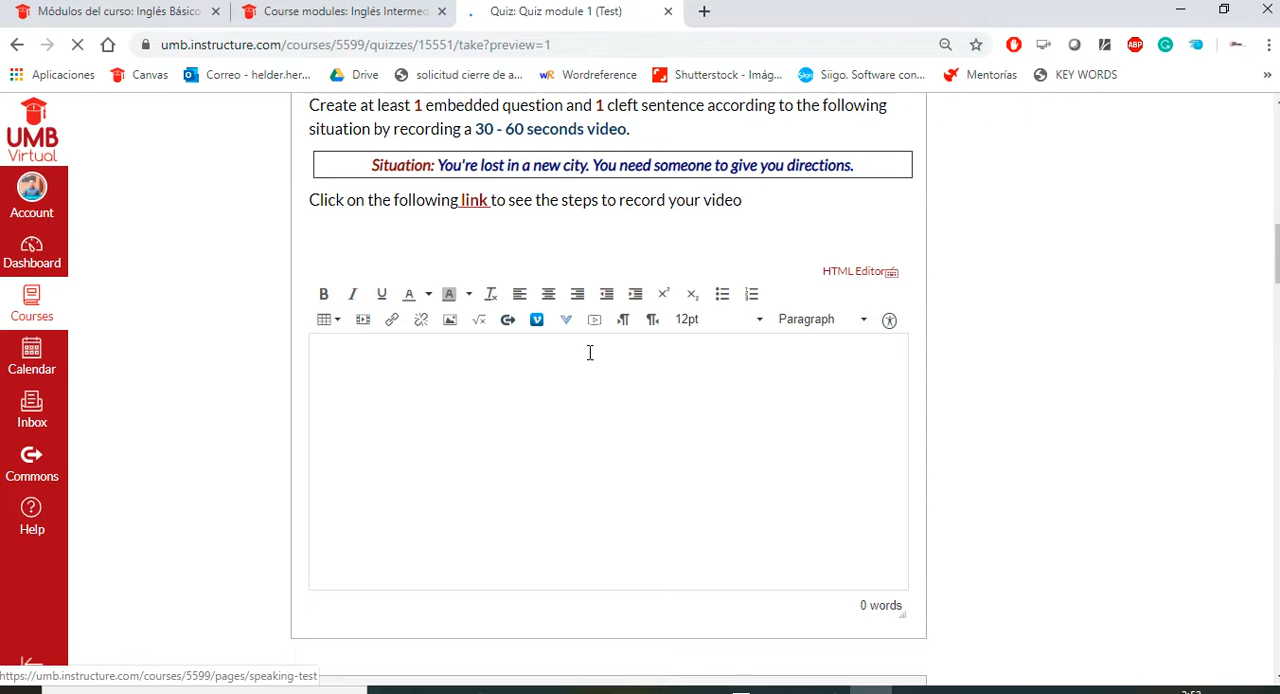 Módulos del curso: Inglés Básico
Course modules: Inglés Intermed
Quiz: Quiz module 1 (Test)
umb.instructure.com/courses/5599/quizzes/15551/take?preview=1
Aplicaciones
Canvas
Correo - helder.her...
Drive
solicitud cierre de a...
Wordreference
Shutterstock - Imág...
Siigo. Software con...
Mentorías
KEY WORDS
UMB
Virtual
Account
Dashboard
Courses
Calendar
Inbox
Commons
Help
Create at least 1 embedded question and 1 cleft sentence according to the following
situation by recording a 30 - 60 seconds video.
Situation: You're lost in a new city. You need someone to give you directions.
Click on the following link to see the steps to record your video
HTML Editor
12pt
Paragraph
0 words
https://umb.instructure.com/courses/5599/pages/speaking-test